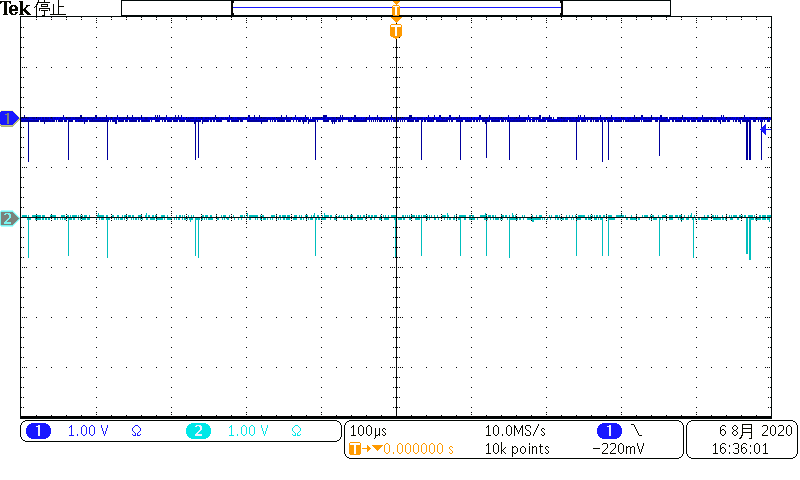 Tek 停止
T
T
1
2
1 1.00 V Ω 2 1.00 V Ω
100µs 10.0MS/s 1
T→▼0.000000 s 10k points −220mV
6 8月 2020
16:36:01